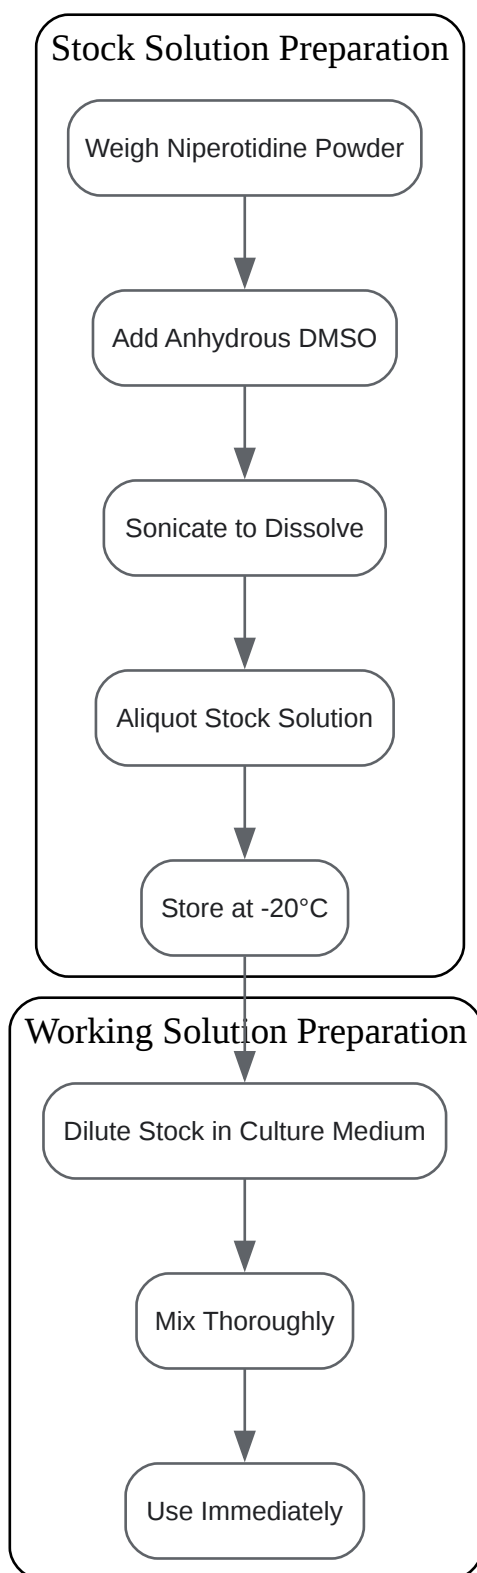 Stock Solution Preparation
Weigh Niperotidine Powder
Add Anhydrous DMSO
Sonicate to Dissolve
Aliquot Stock Solution
Store at -20°C
Working Solution Preparation
Dilute Stock in Culture Medium
Mix Thoroughly
Use Immediately